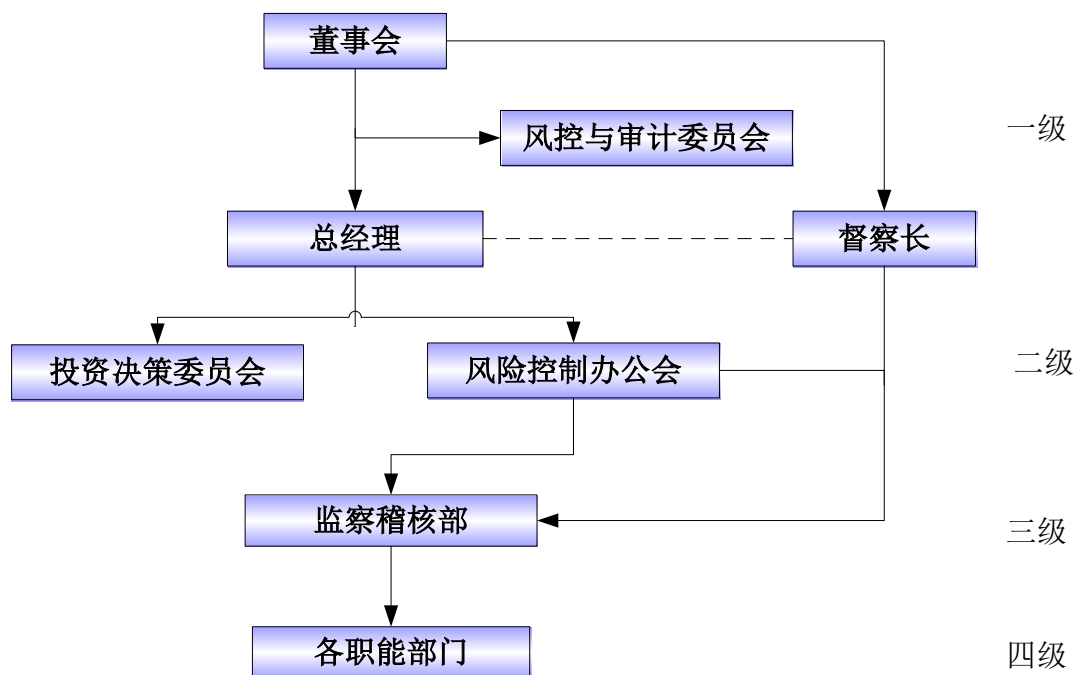 董事会
风控与审计委员会
一级
总经理
督察长
投资决策委员会
风险控制办公会
二级
监察稽核部
三级
各职能部门
四级